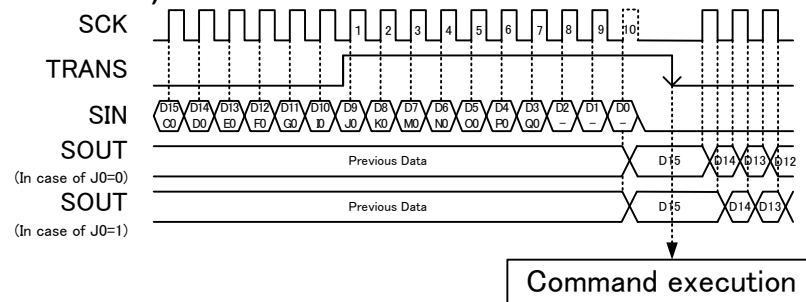 SCK 1 2 3 4 5 6 7 8 9 10
TRANS
SIN D15 D14 D13 D12 D11 D10 D9 D8 D7 D6 D5 D4 D3 D2 D1 D0
C0 D0 E0 F0 G0 I0 J0 K0 M0 N0 O0 P0 Q0 - - -
SOUT Previous Data D15 D14 D13 D12
(In case of J0=0)
SOUT Previous Data D15 D14 D13
(In case of J0=1)
Command execution